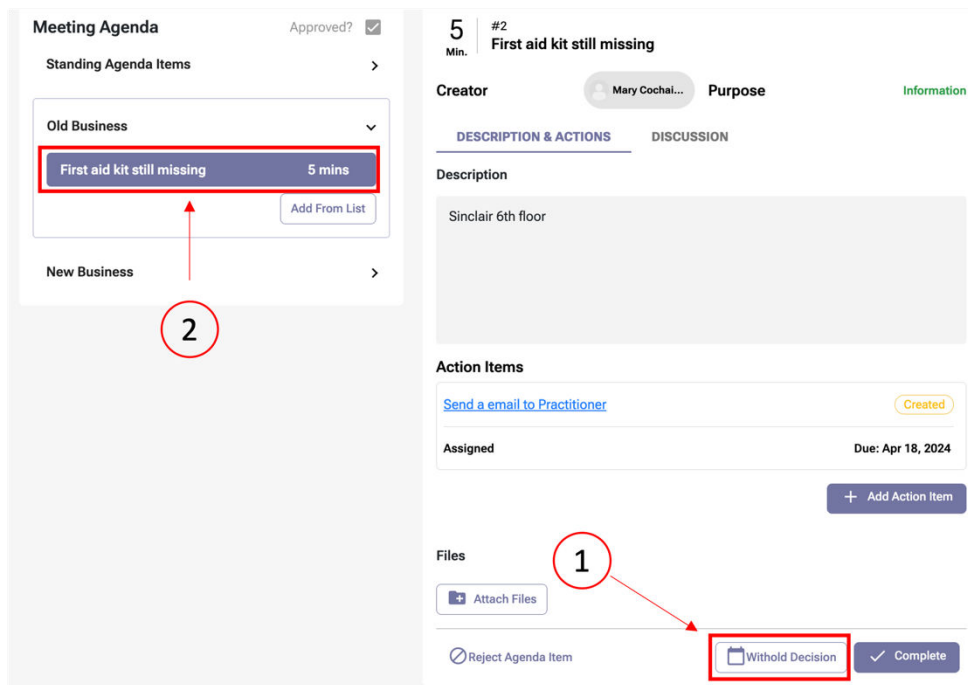 Meeting Agenda
Approved?
Standing Agenda Items
Old Business
First aid kit still missing 5 mins
Add From List
New Business
2
5
Min.
#2
First aid kit still missing
Creator
Mary Cochai...
Purpose
Information
DESCRIPTION & ACTIONS
DISCUSSION
Description
Sinclair 6th floor
Action Items
Send a email to Practitioner
Created
Assigned
Due: Apr 18, 2024
+ Add Action Item
Files
1
Attach Files
Reject Agenda Item
Withold Decision
Complete